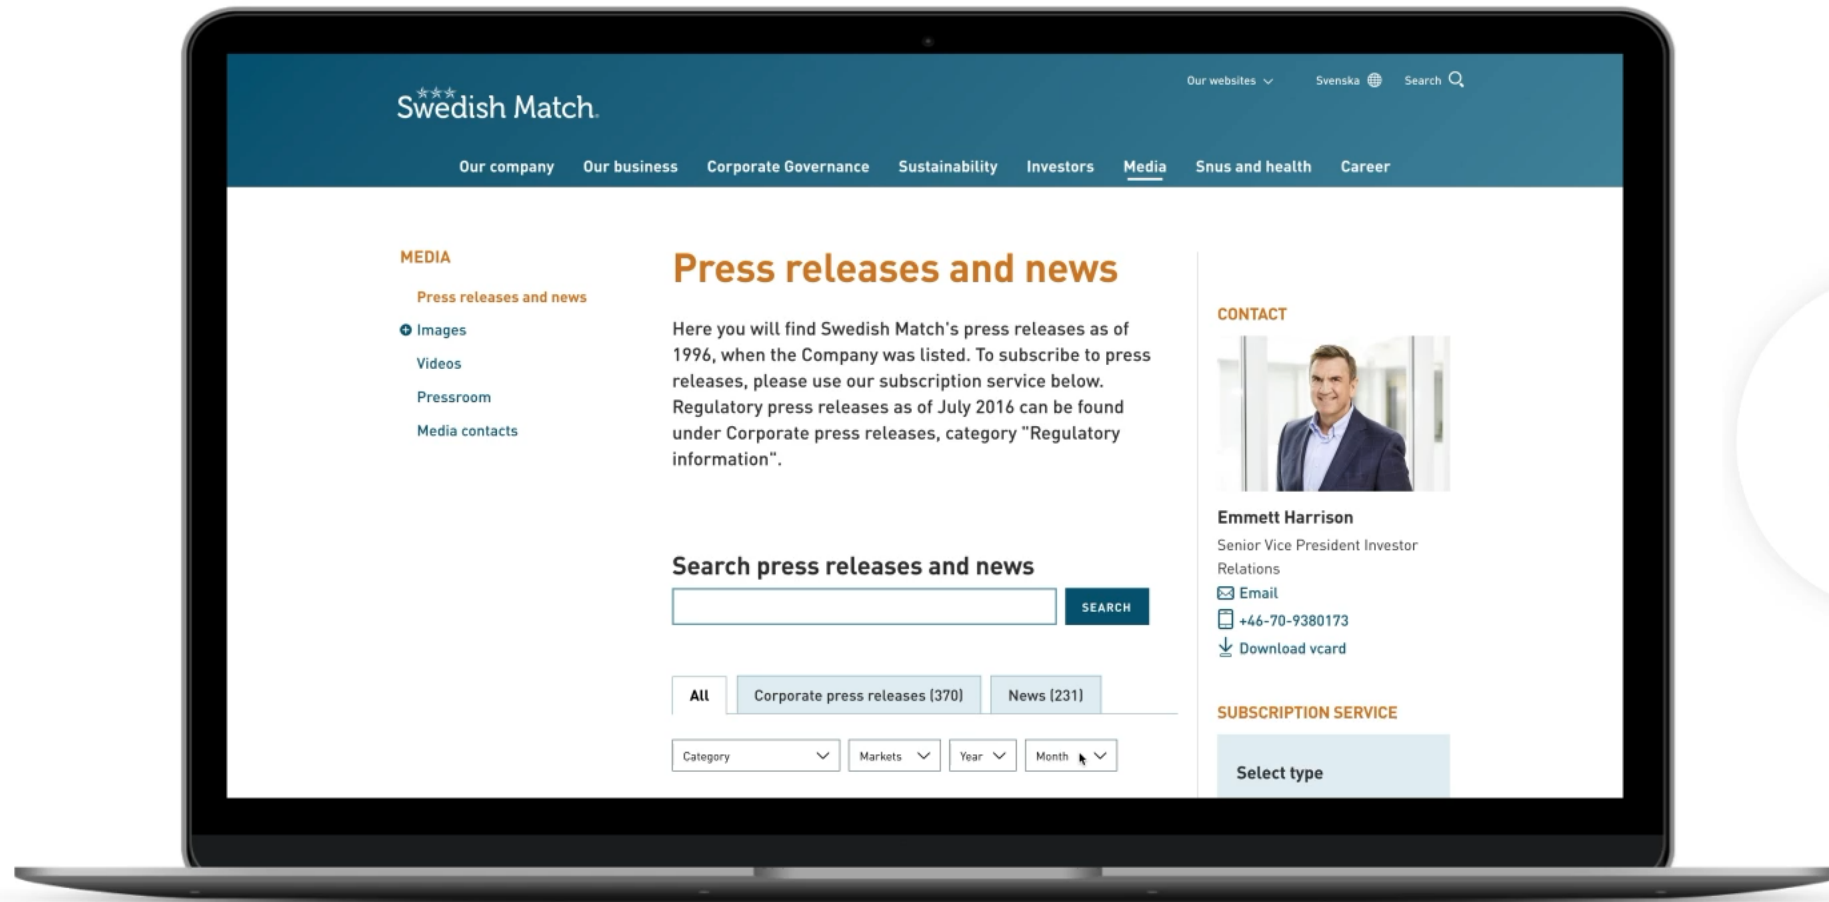 Our websites
Svenska
Search
Swedish Match.
Our company
Our business
Corporate Governance
Sustainability
Investors
Media
Snus and health
Career
MEDIA
Press releases and news
Images
Videos
Pressroom
Media contacts
Press releases and news
Here you will find Swedish Match's press releases as of
1996, when the Company was listed. To subscribe to press
releases, please use our subscription service below.
Regulatory press releases as of July 2016 can be found
under Corporate press releases, category "Regulatory
information".
Search press releases and news
SEARCH
All
Corporate press releases (370)
News (231)
Category
Markets
Year
Month
CONTACT
Emmett Harrison
Senior Vice President Investor
Relations
Email
+46-70-9380173
Download vcard
SUBSCRIPTION SERVICE
Select type